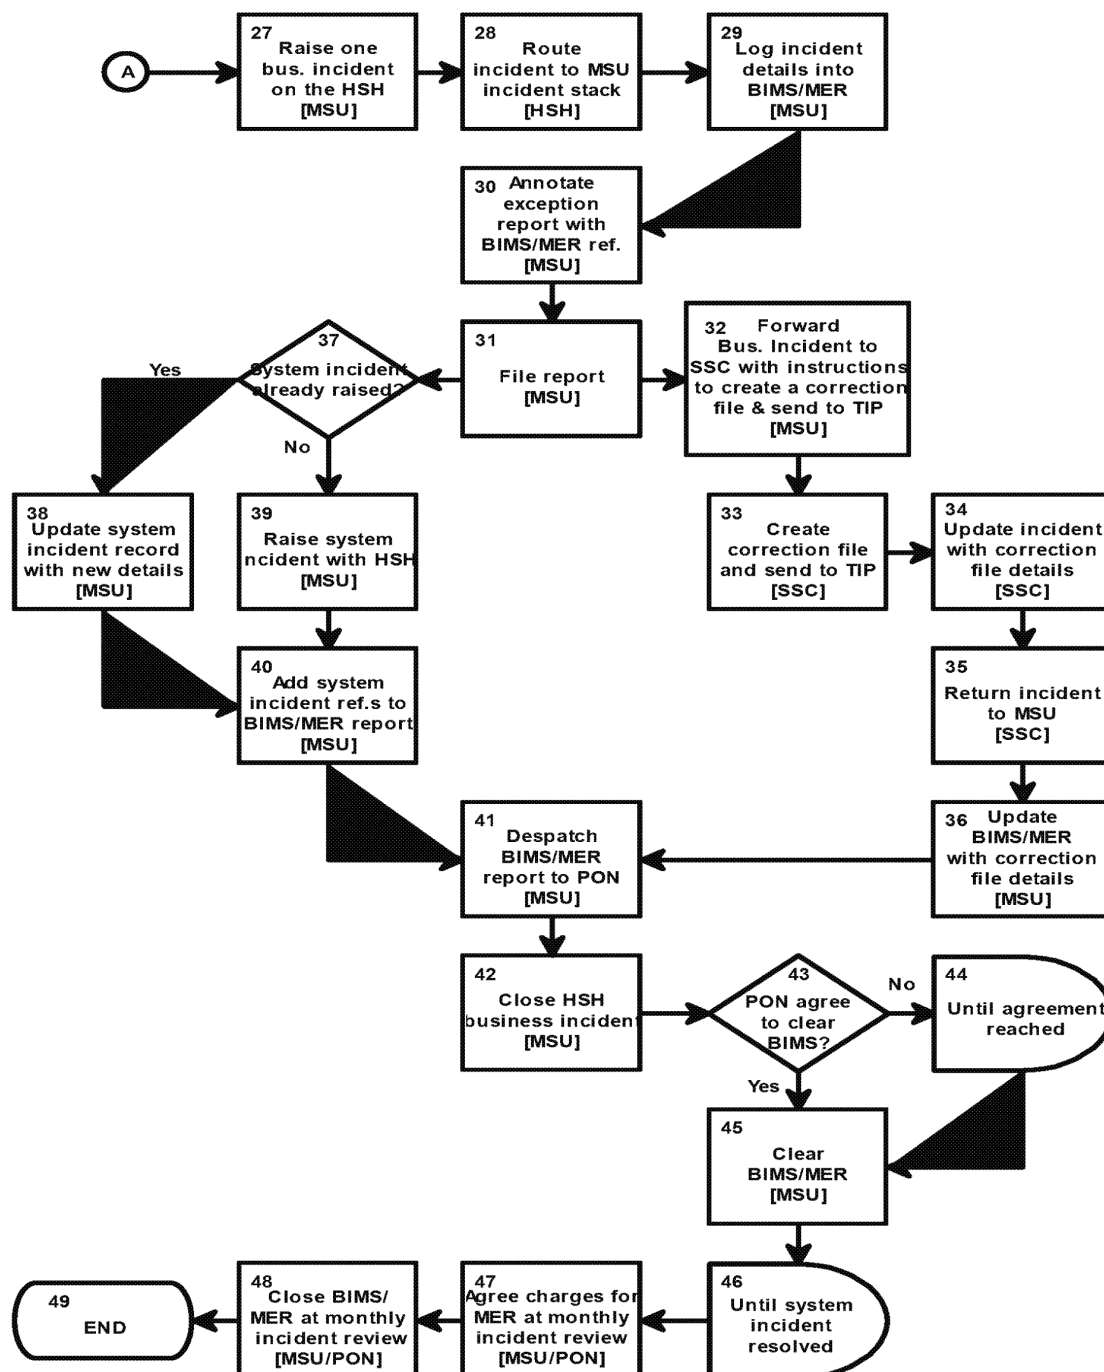 A
27
Raise one
bus. incident
on the HSH
[MSU]
28
Route
incident to MSU
incident stack
[HSH]
29
Log incident
details into
BIMS/MER
[MSU]
30 Annotate
exception
report with
BIMS/MER ref.
[MSU]
31
File report
[MSU]
32 Forward
Bus. Incident to
SSC with instructions
to create a correction
file & send to TIP
[MSU]
37
System incident
already raised?
Yes
No
38
Update system
incident record
with new details
[MSU]
39
Raise system
ncident with HSH
[MSU]
33
Create
correction file
and send to TIP
[SSC]
34
Update incident
with correction
file details
[SSC]
40
Add system
incident ref.s to
BIMS/MER report
[MSU]
35
Return incident
to MSU
[SSC]
41
Despatch
BIMS/MER
report to PON
[MSU]
36 Update
BIMS/MER
with correction
file details
[MSU]
42
Close HSH
business incident
[MSU]
43
PON agree
to clear
BIMS?
No
Yes
44
Until agreement
reached
45
Clear
BIMS/MER
[MSU]
49
END
48
Close BIMS/
MER at monthly
incident review
[MSU/PON]
47
Agree charges for
MER at monthly
incident review
[MSU/PON]
46
Until system
incident
resolved